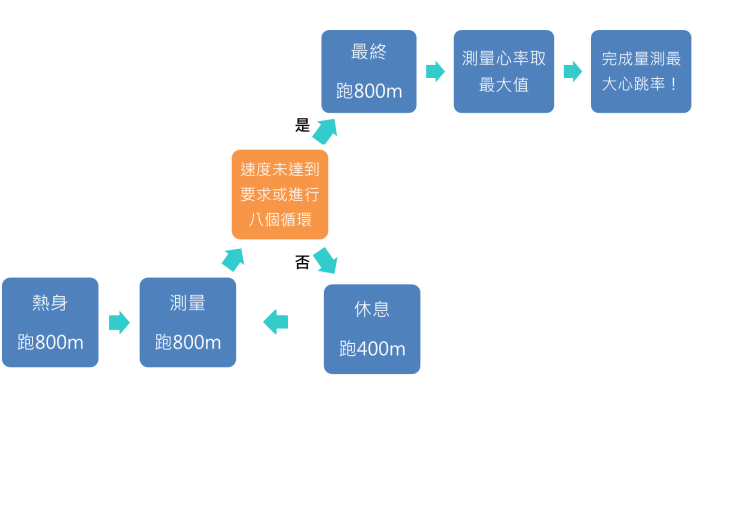 最終
跑800m
測量心率取
最大值
完成量測最
大心跳率！
是
速度未達到
要求或進行
八個循環
否
熱身
跑800m
測量
跑800m
休息
跑400m